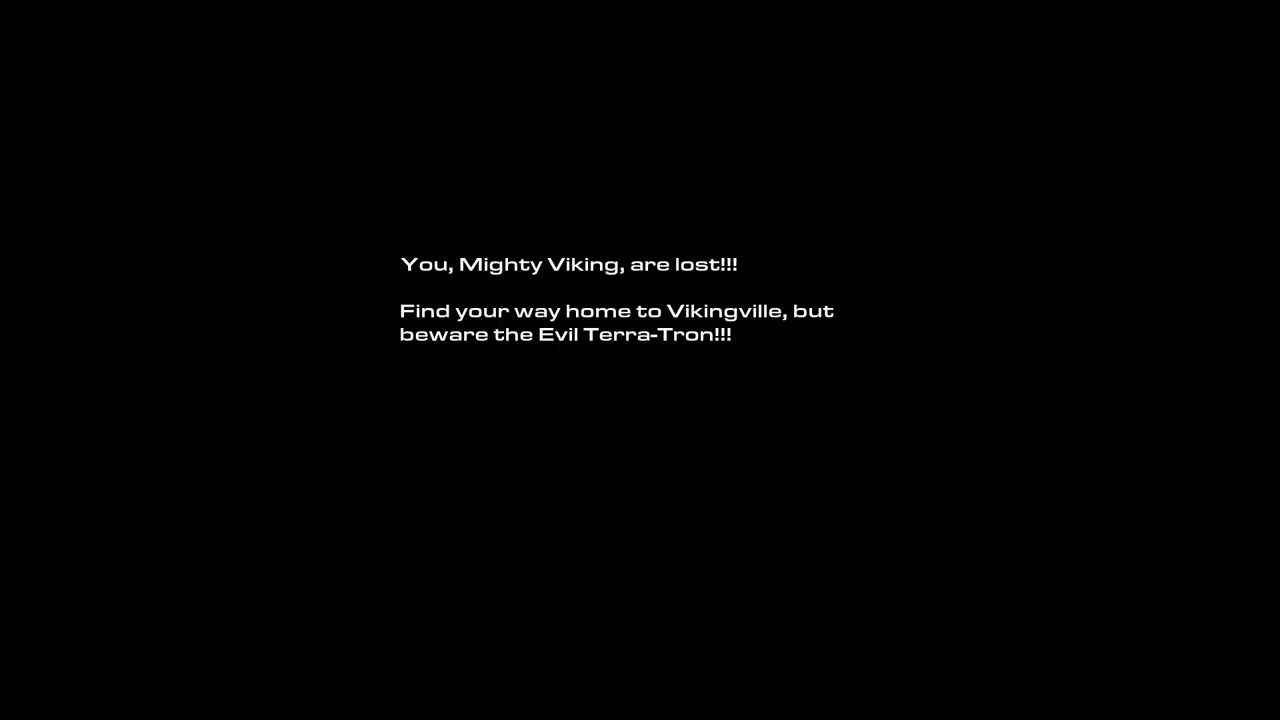 You, Mighty Viking, are lost!!!
Find your way home to Vikingville, but
beware the Evil Terra-Tron!!!